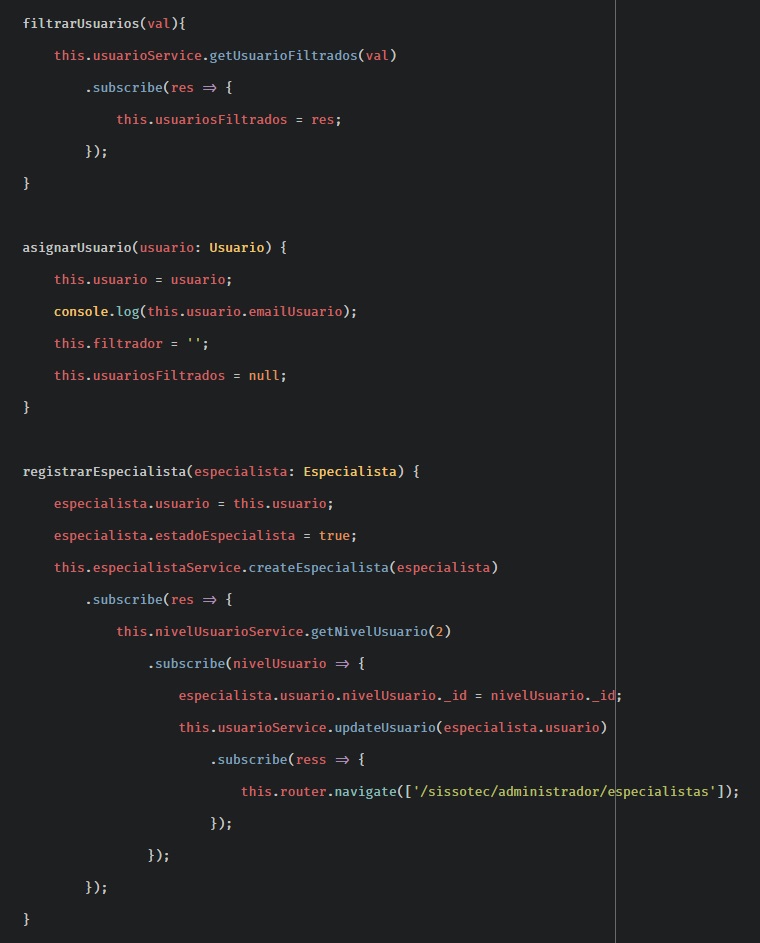 filtrarUsuarios(val){
this.usuarioService.getUsuarioFiltrados(val)
.subscribe(res => {
this.usuariosFiltrados = res;
});
}
asignarUsuario(usuario: Usuario) {
this.usuario = usuario;
console.log(this.usuario.emailUsuario);
this.filtrador = '';
this.usuariosFiltrados = null;
}
registrarEspecialista(especialista: Especialista) {
especialista.usuario = this.usuario;
especialista.estadoEspecialista = true;
this.especialistaService.createEspecialista(especialista)
.subscribe(res => {
this.nivelUsuarioService.getNivelUsuario(2)
.subscribe(nivelUsuario => {
especialista.usuario.nivelUsuario._id = nivelUsuario._id;
this.usuarioService.updateUsuario(especialista.usuario)
.subscribe(ress => {
this.router.navigate(['/sissotec/administrador/especialistas']);
});
});
});
}